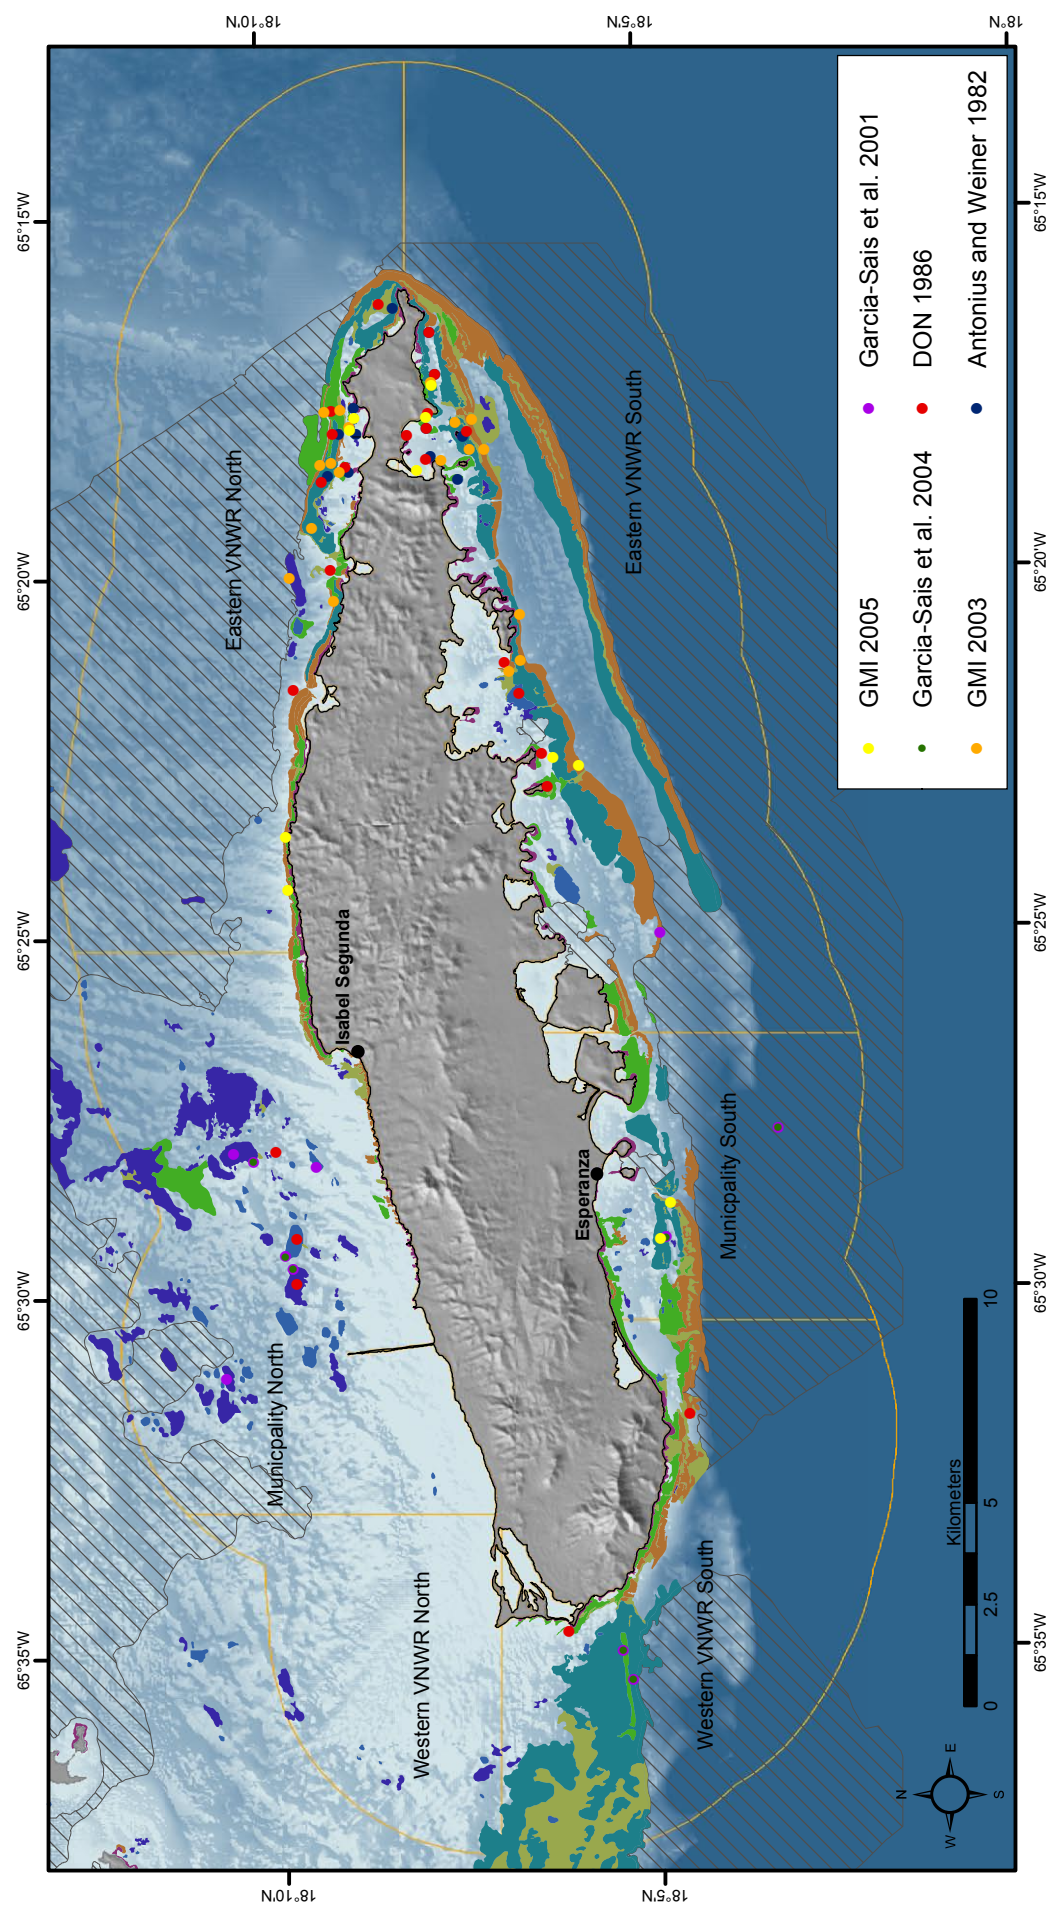 65°35'W
65°30'W
65°25'W
65°20'W
65°15'W
18°10'N
18°10'N
Municpality North
Eastern VNWR North
Isabel Segunda
Western VNWR North
Esperanza
18°5'N
18°5'N
Eastern VNWR South
Municpality South
Western VNWR South
GMI 2005
Garcia-Sais et al. 2001
Garcia-Sais et al. 2004
DON 1986
GMI 2003
Antonius and Weiner 1982
N
W
E
S
Kilometers
0
2.5
5
10
18°N
65°35'W
65°30'W
65°25'W
65°20'W
65°15'W